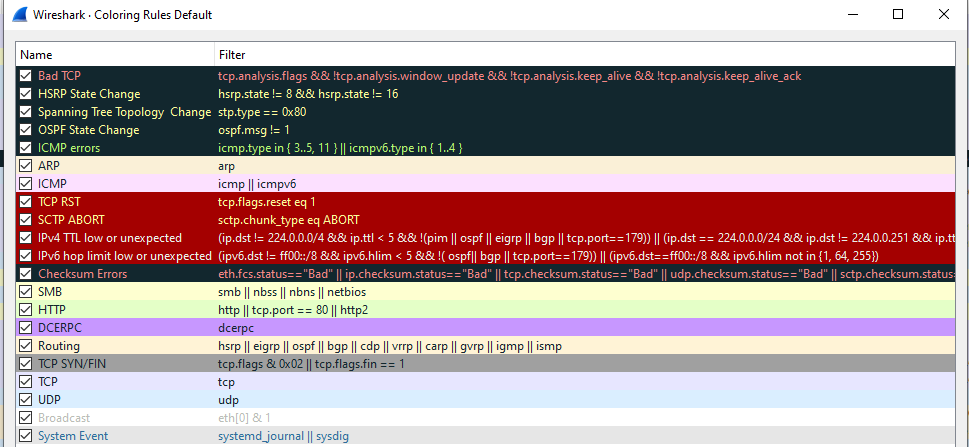 Wireshark · Coloring Rules Default
Name Filter
Bad TCP tcp.analysis.flags && !tcp.analysis.window_update && !tcp.analysis.keep_alive && !tcp.analysis.keep_alive_ack
HSRP State Change hsrp.state != 8 && hsrp.state != 16
Spanning Tree Topology Change stp.type == 0x80
OSPF State Change ospf.msg != 1
ICMP errors icmp.type in { 3..5, 11 } || icmpv6.type in { 1..4 }
ARP arp
ICMP icmp || icmpv6
TCP RST tcp.flags.reset eq 1
SCTP ABORT sctp.chunk_type eq ABORT
IPv4 TTL low or unexpected (ip.dst != 224.0.0.0/4 && ip.ttl < 5 && !(pim || ospf || eigrp || bgp || tcp.port==179)) || (ip.dst == 224.0.0.0/24 && ip.dst != 224.0.0.251 && ip.tt
IPv6 hop limit low or unexpected (ipv6.dst != ff00::/8 && ipv6.hlim < 5 && !( ospf|| bgp || tcp.port==179)) || (ipv6.dst==ff00::/8 && ipv6.hlim not in {1, 64, 255})
Checksum Errors eth.fcs.status=="Bad" || ip.checksum.status=="Bad" || tcp.checksum.status=="Bad" || udp.checksum.status=="Bad" || sctp.checksum.status=
SMB smb || nbss || nbns || netbios
HTTP http || tcp.port == 80 || http2
DCERPC dcerpc
Routing hsrp || eigrp || ospf || bgp || cdp || vrrp || carp || gvrp || igmp || ismp
TCP SYN/FIN tcp.flags & 0x02 || tcp.flags.fin == 1
TCP tcp
UDP udp
Broadcast eth[0] & 1
System Event systemd_journal || sysdig